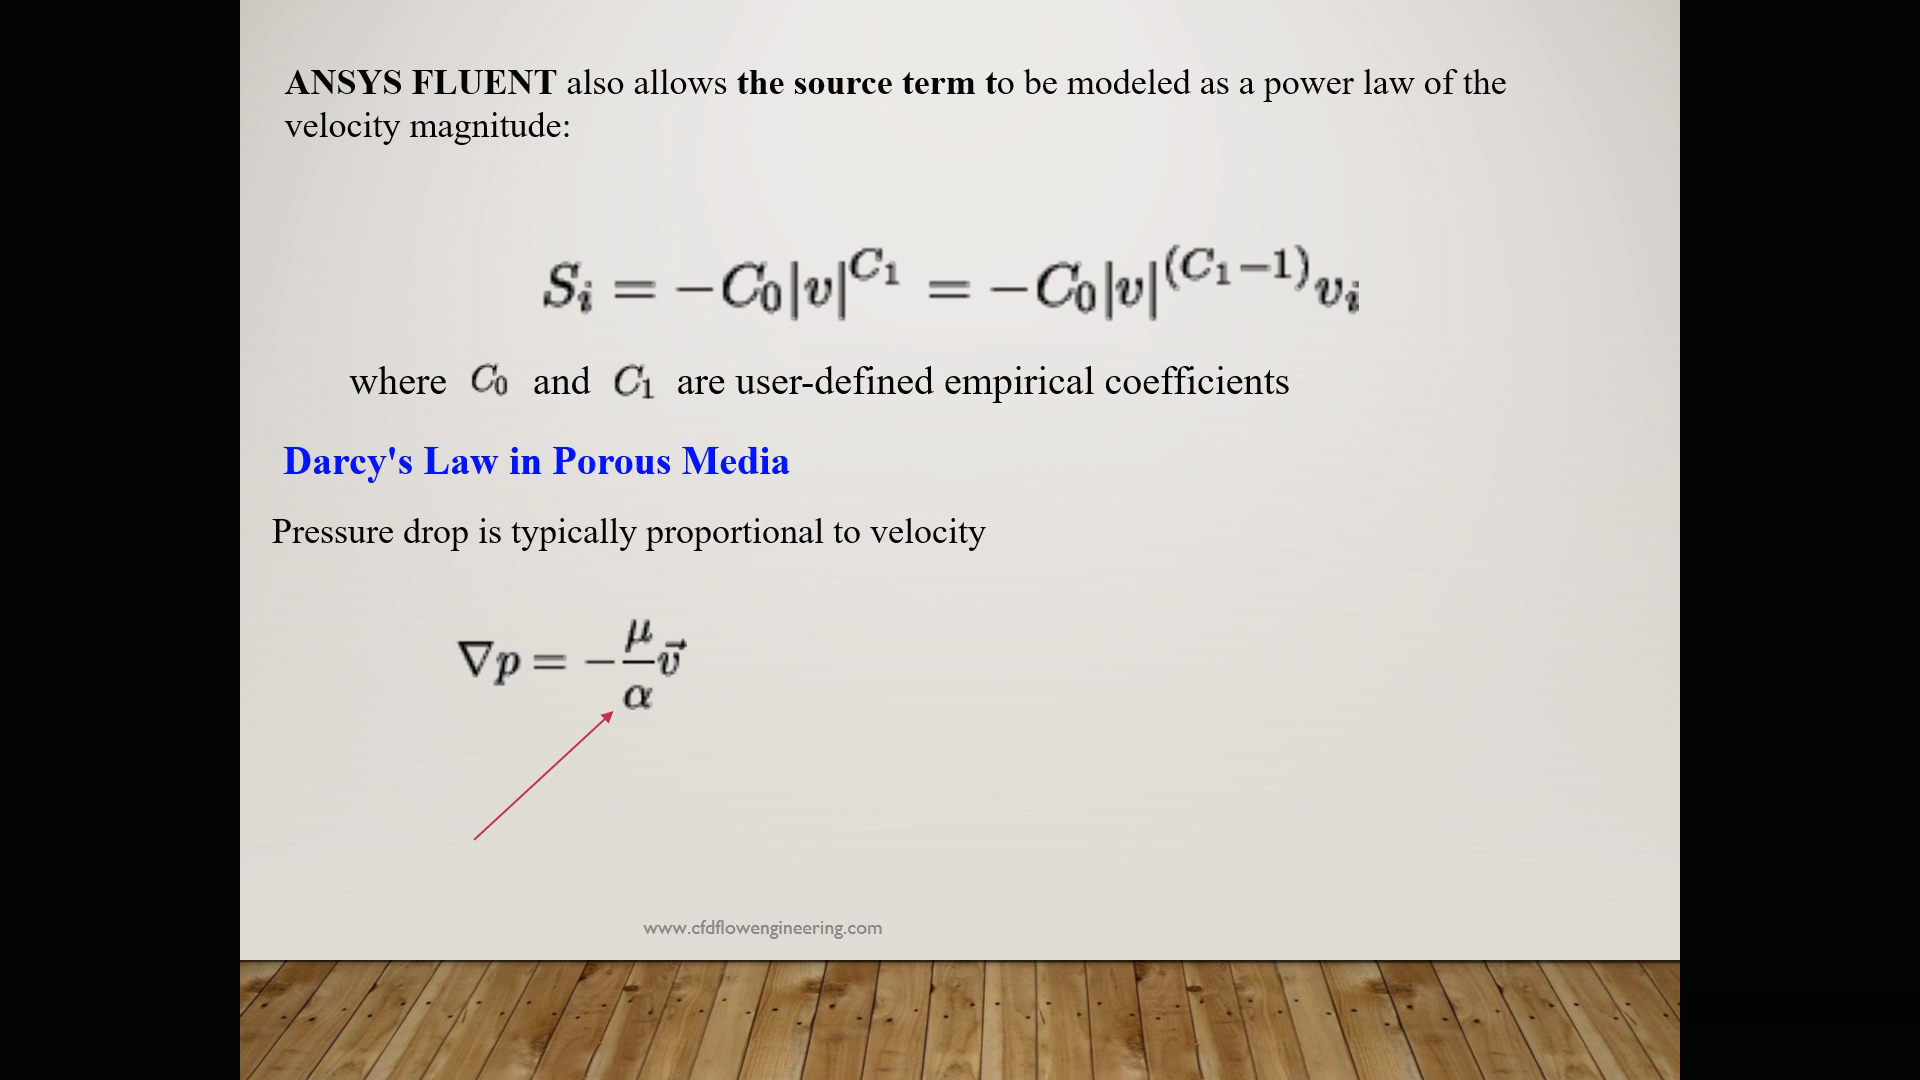 ANSYS FLUENT also allows the source term to be modeled as a power law of the
velocity magnitude:
S_i = −C_0|v|^{C_1} = −C_0|v|^{(C_1−1)} v_i
where C_0 and C_1 are user-defined empirical coefficients
Darcy's Law in Porous Media
Pressure drop is typically proportional to velocity
∇p = −\frac{μ}{α}\vec{v}
www.cfdflowengineering.com